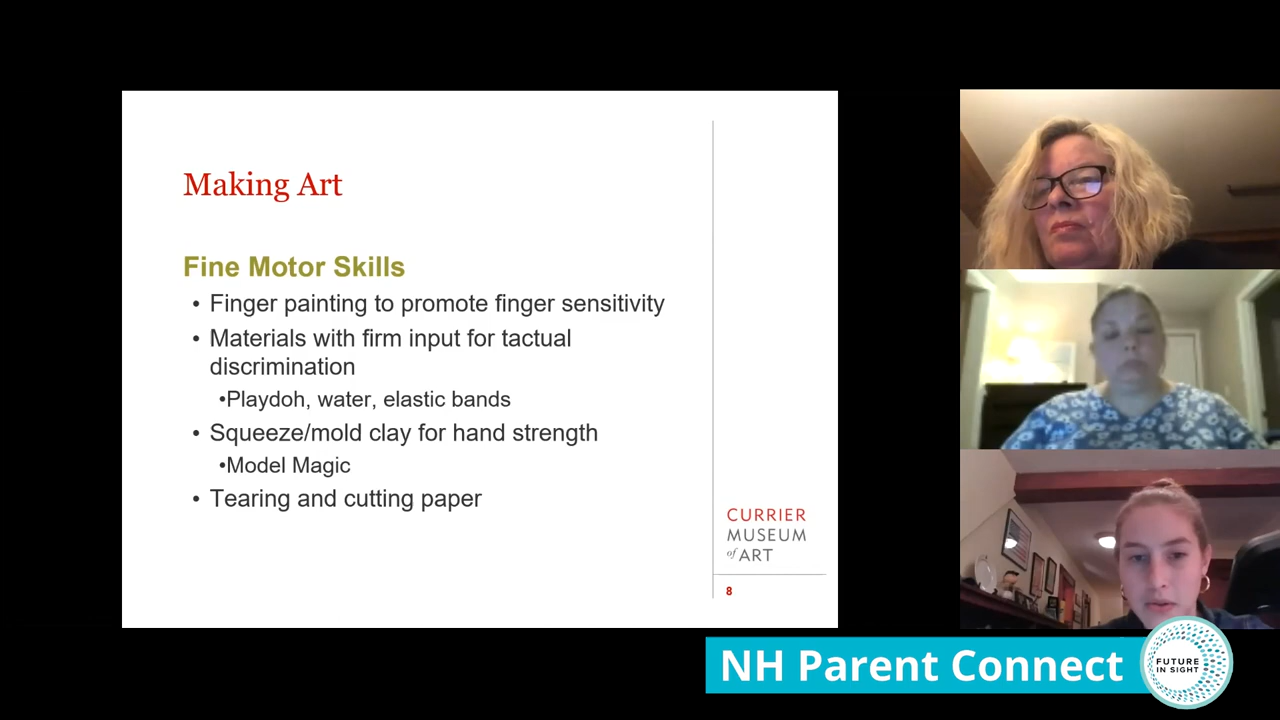 Making Art
Fine Motor Skills
• Finger painting to promote finger sensitivity
• Materials with firm input for tactual
discrimination
•Playdoh, water, elastic bands
• Squeeze/mold clay for hand strength
•Model Magic
• Tearing and cutting paper
CURRIER
MUSEUM
of ART
8
NH Parent Connect
FUTURE
IN SIGHT